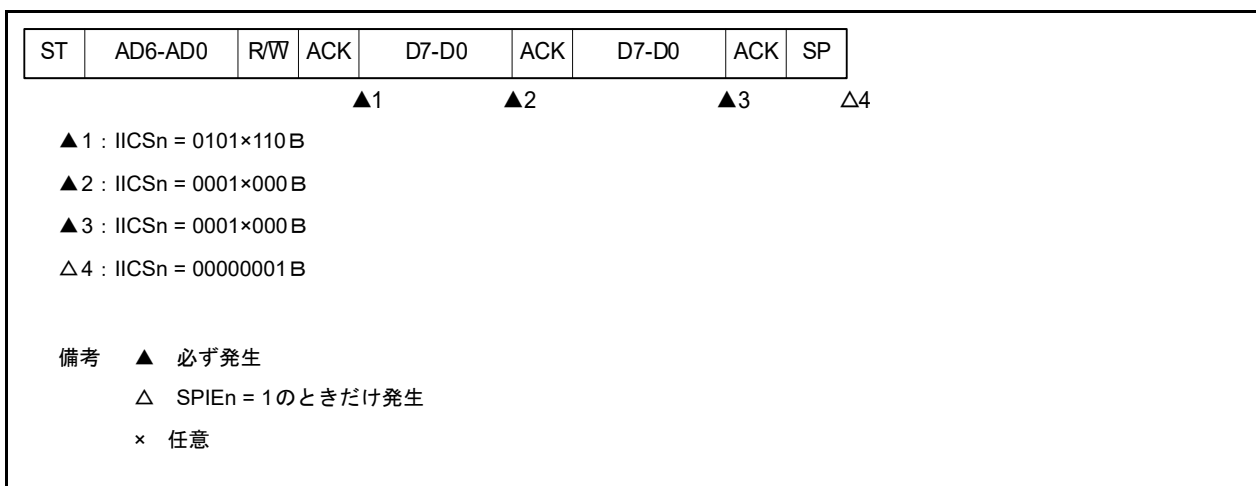 ST AD6-AD0 R/W̅ ACK D7-D0 ACK D7-D0 ACK SP
▲1 ▲2 ▲3 △4
▲1：IICSn = 0101×110B
▲2：IICSn = 0001×000B
▲3：IICSn = 0001×000B
△4：IICSn = 00000001B
備考 ▲ 必ず発生
△ SPIEn = 1のときだけ発生
× 任意